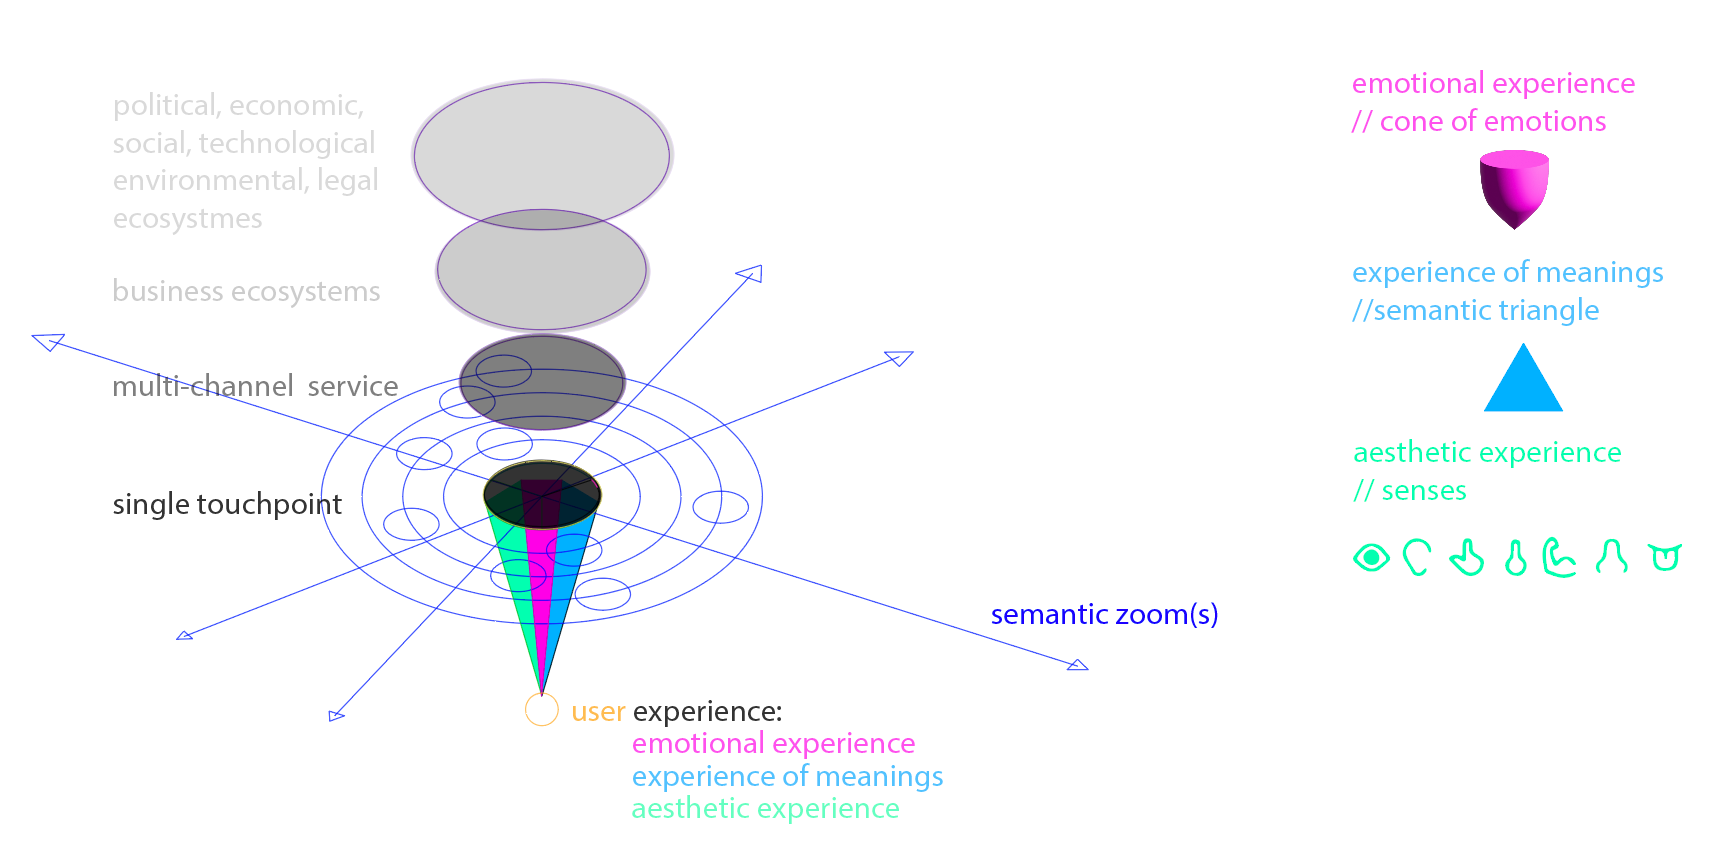 political, economic,
social, technological
environmental, legal
ecosystmes
business ecosystems
multi-channel service
single touchpoint
semantic zoom(s)
user experience:
emotional experience
experience of meanings
aesthetic experience
emotional experience
// cone of emotions
experience of meanings
//semantic triangle
aesthetic experience
// senses